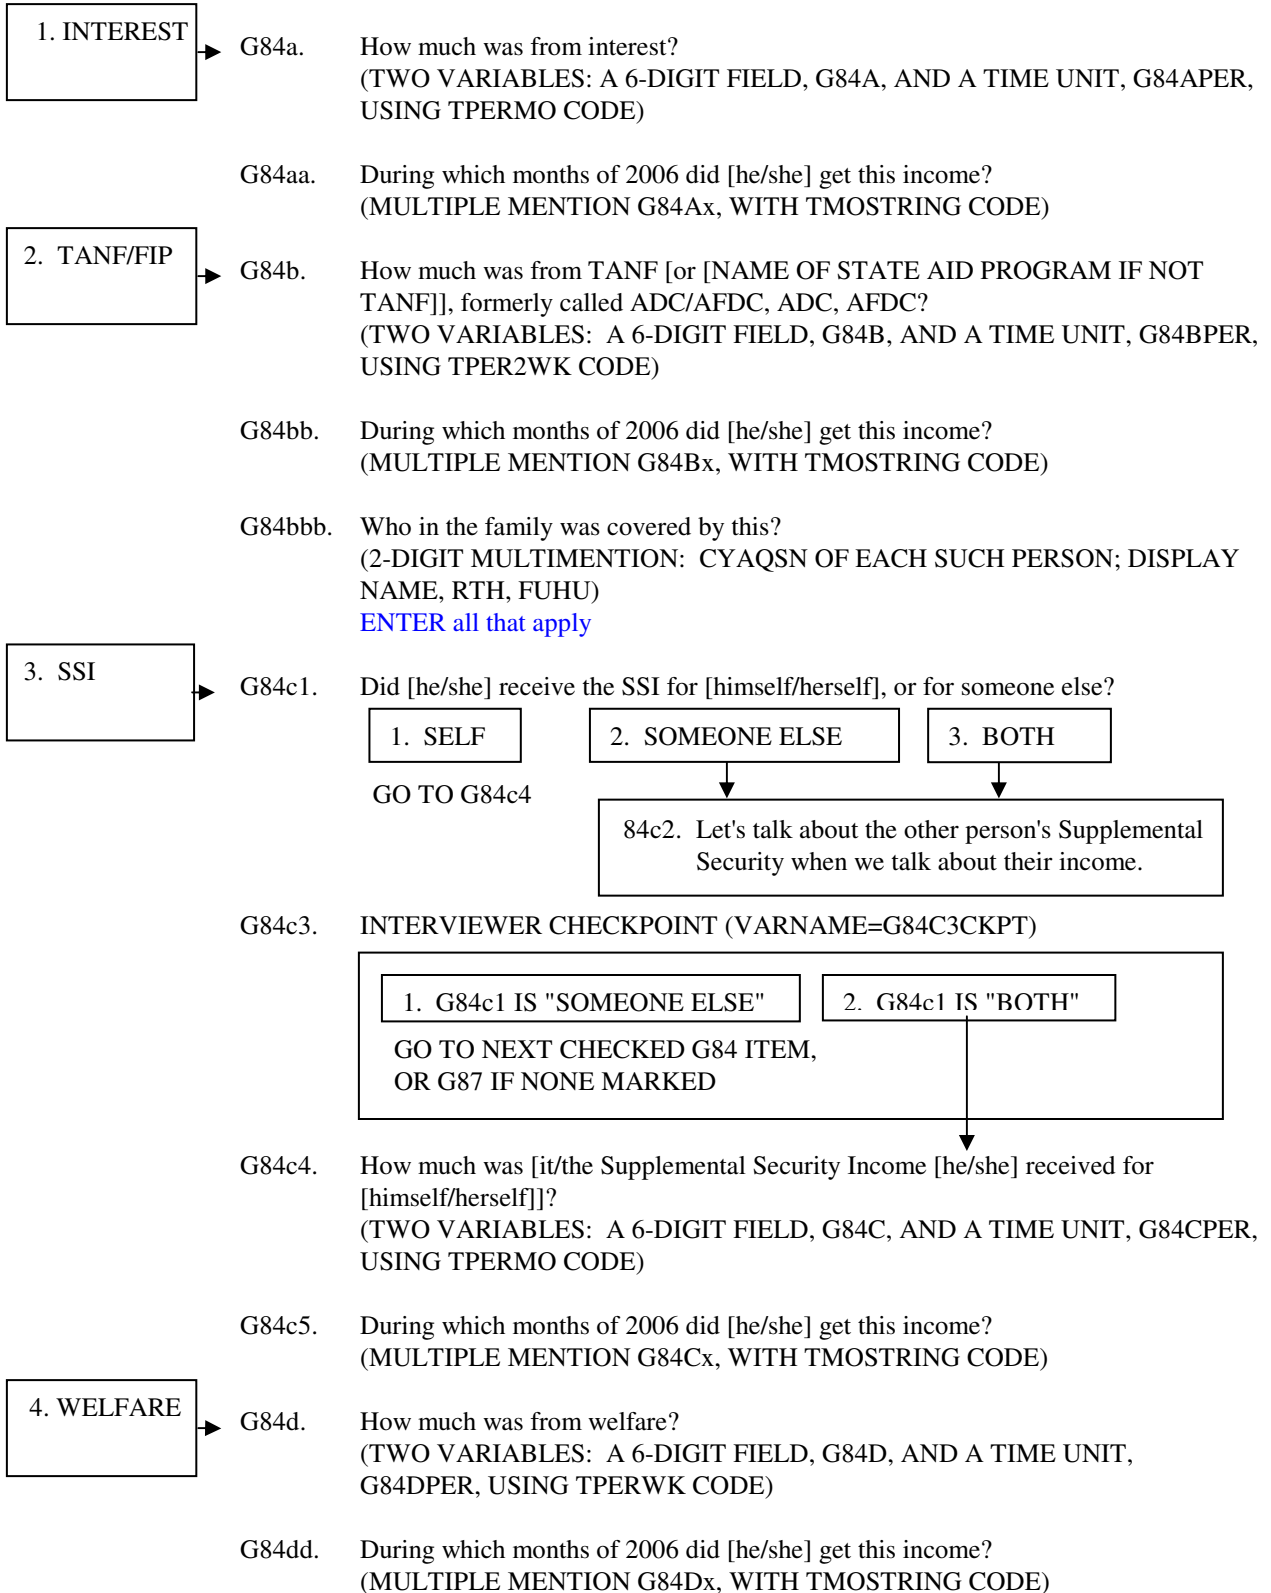 1. INTEREST
G84a. How much was from interest?
(TWO VARIABLES: A 6-DIGIT FIELD, G84A, AND A TIME UNIT, G84APER,
USING TPERMO CODE)
G84aa. During which months of 2006 did [he/she] get this income?
(MULTIPLE MENTION G84Ax, WITH TMOSTRING CODE)
2. TANF/FIP
G84b. How much was from TANF [or [NAME OF STATE AID PROGRAM IF NOT
TANF]], formerly called ADC/AFDC, ADC, AFDC?
(TWO VARIABLES: A 6-DIGIT FIELD, G84B, AND A TIME UNIT, G84BPER,
USING TPER2WK CODE)
G84bb. During which months of 2006 did [he/she] get this income?
(MULTIPLE MENTION G84Bx, WITH TMOSTRING CODE)
G84bbb. Who in the family was covered by this?
(2-DIGIT MULTIMENTION: CYAQSN OF EACH SUCH PERSON; DISPLAY
NAME, RTH, FUHU)
ENTER all that apply
3. SSI
G84c1. Did [he/she] receive the SSI for [himself/herself], or for someone else?
1. SELF 2. SOMEONE ELSE 3. BOTH
GO TO G84c4
84c2. Let's talk about the other person's Supplemental
Security when we talk about their income.
G84c3. INTERVIEWER CHECKPOINT (VARNAME=G84C3CKPT)
1. G84c1 IS "SOMEONE ELSE" 2. G84c1 IS "BOTH"
GO TO NEXT CHECKED G84 ITEM,
OR G87 IF NONE MARKED
G84c4. How much was [it/the Supplemental Security Income [he/she] received for
[himself/herself]]?
(TWO VARIABLES: A 6-DIGIT FIELD, G84C, AND A TIME UNIT, G84CPER,
USING TPERMO CODE)
G84c5. During which months of 2006 did [he/she] get this income?
(MULTIPLE MENTION G84Cx, WITH TMOSTRING CODE)
4. WELFARE
G84d. How much was from welfare?
(TWO VARIABLES: A 6-DIGIT FIELD, G84D, AND A TIME UNIT,
G84DPER, USING TPERWK CODE)
G84dd. During which months of 2006 did [he/she] get this income?
(MULTIPLE MENTION G84Dx, WITH TMOSTRING CODE)